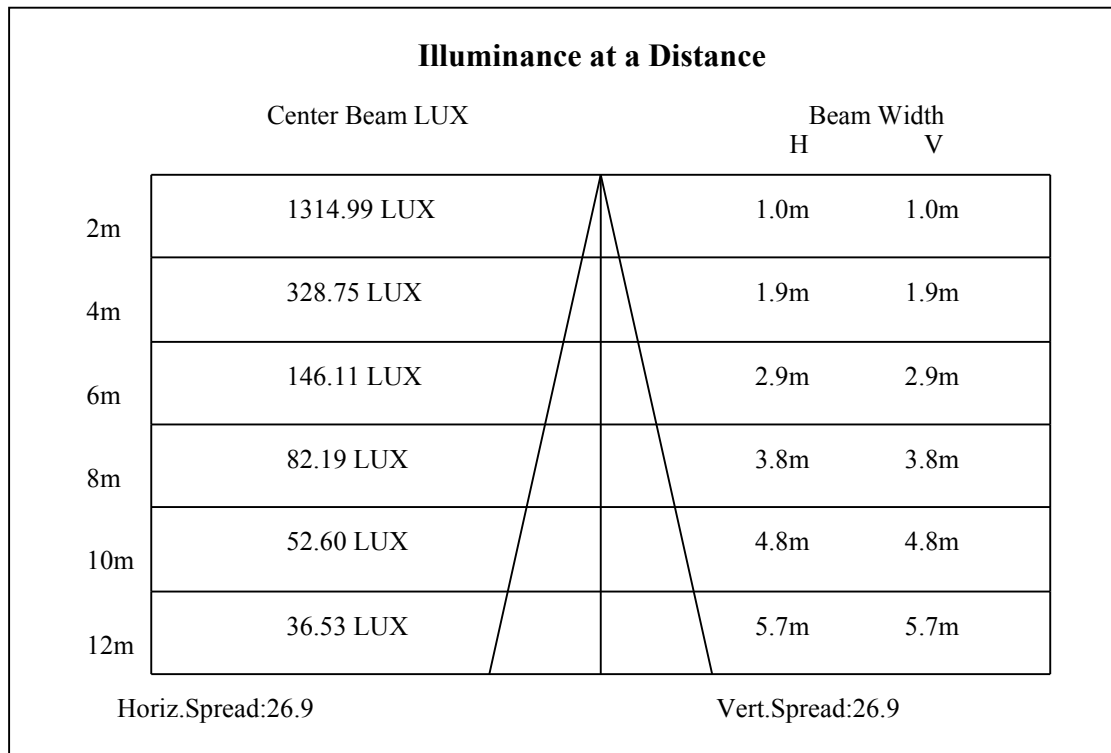 Illuminance at a Distance
Center Beam LUX Beam Width
H V
2m 1314.99 LUX 1.0m 1.0m
4m 328.75 LUX 1.9m 1.9m
6m 146.11 LUX 2.9m 2.9m
8m 82.19 LUX 3.8m 3.8m
10m 52.60 LUX 4.8m 4.8m
12m 36.53 LUX 5.7m 5.7m
Horiz.Spread:26.9 Vert.Spread:26.9